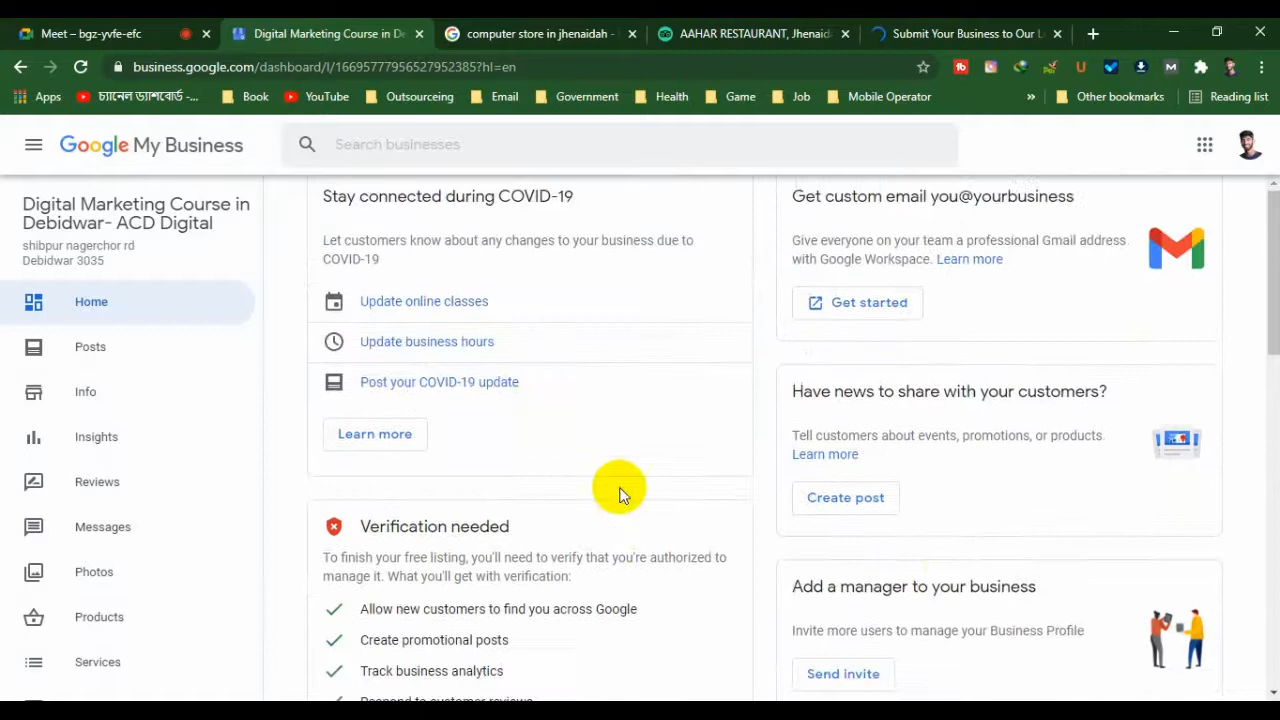 Meet – bgz-yvfe-efc
Digital Marketing Course in De
computer store in jhenaidah -
AAHAR RESTAURANT, Jhenaid
Submit Your Business to Our L
business.google.com/dashboard/l/16695777956527952385?hl=en
Apps
চ্যানেল ড্যাশবোর্ড -...
Book
YouTube
Outsourceing
Email
Government
Health
Game
Job
Mobile Operator
»
Other bookmarks
Reading list
Google My Business
Search businesses
Digital Marketing Course in
Debidwar- ACD Digital
shibpur nagerchor rd
Debidwar 3035
Home
Posts
Info
Insights
Reviews
Messages
Photos
Products
Services
Stay connected during COVID-19
Let customers know about any changes to your business due to
COVID-19
Update online classes
Update business hours
Post your COVID-19 update
Learn more
Verification needed
To finish your free listing, you'll need to verify that you're authorized to
manage it. What you'll get with verification:
Allow new customers to find you across Google
Create promotional posts
Track business analytics
Respond to customer reviews
Get custom email you@yourbusiness
Give everyone on your team a professional Gmail address
with Google Workspace. Learn more
Get started
Have news to share with your customers?
Tell customers about events, promotions, or products.
Learn more
Create post
Add a manager to your business
Invite more users to manage your Business Profile
Send invite